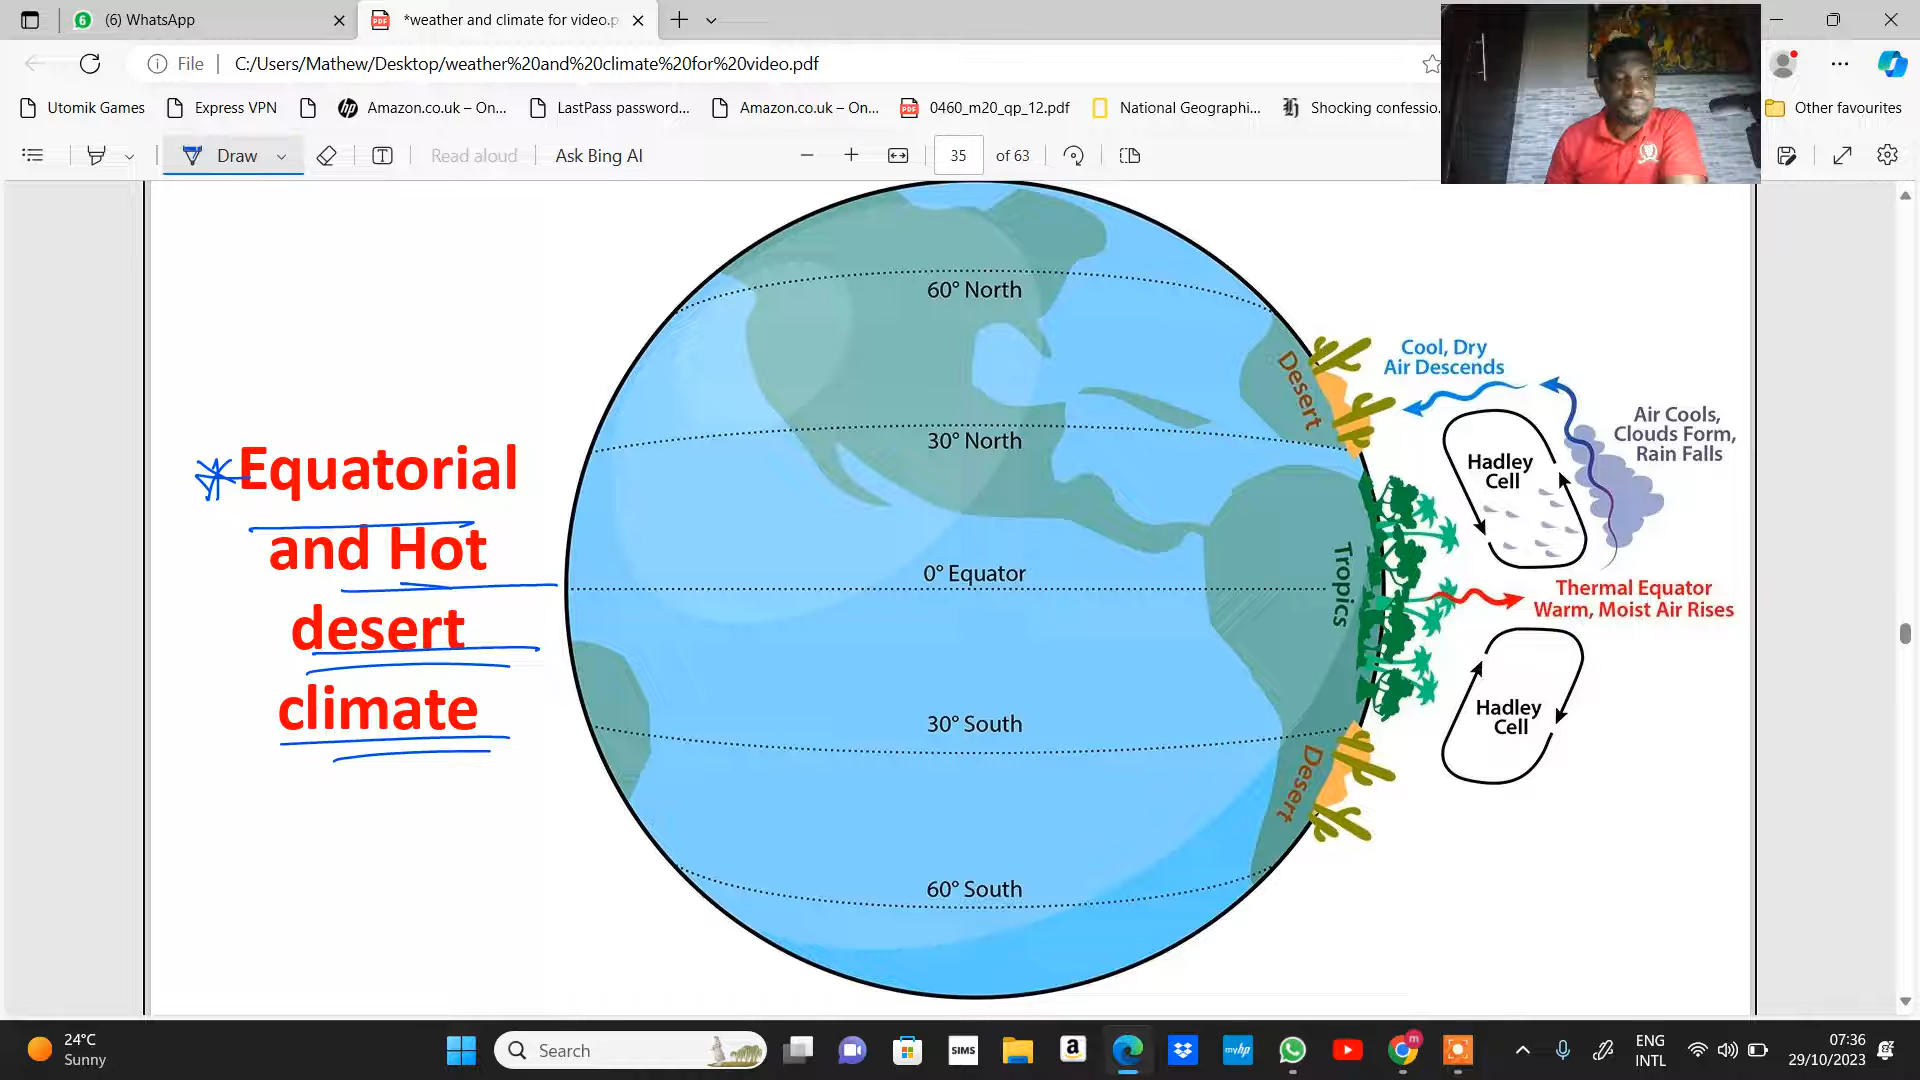 (6) WhatsApp
*weather and climate for video.p
File
C:/Users/Mathew/Desktop/weather%20and%20climate%20for%20video.pdf
Utomik Games
Express VPN
Amazon.co.uk – On...
LastPass password...
Amazon.co.uk – On...
0460_m20_qp_12.pdf
National Geographi...
Shocking confessio...
Other favourites
Draw
Read aloud
Ask Bing AI
35
of 63
60° North
30° North
0° Equator
30° South
60° South
*Equatorial
and Hot
desert
climate
Desert
Tropics
Desert
Cool, Dry
Air Descends
Air Cools,
Clouds Form,
Rain Falls
Hadley
Cell
Thermal Equator
Warm, Moist Air Rises
Hadley
Cell
24°C
Sunny
Search
SIMS
ENG
INTL
07:36
29/10/2023